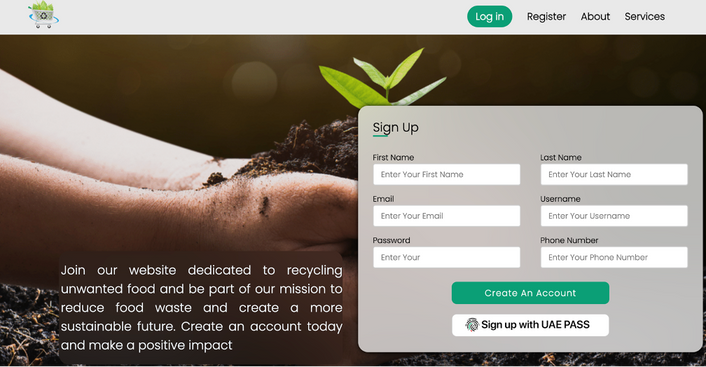 Log in Register About Services
Sign Up
First Name Last Name
Enter Your First Name Enter Your Last Name
Email Username
Enter Your Email Enter Your Username
Password Phone Number
Enter Your Enter Your Phone Number
Create An Account
Sign up with UAE PASS
Join our website dedicated to recycling
unwanted food and be part of our mission to
reduce food waste and create a more
sustainable future. Create an account today
and make a positive impact